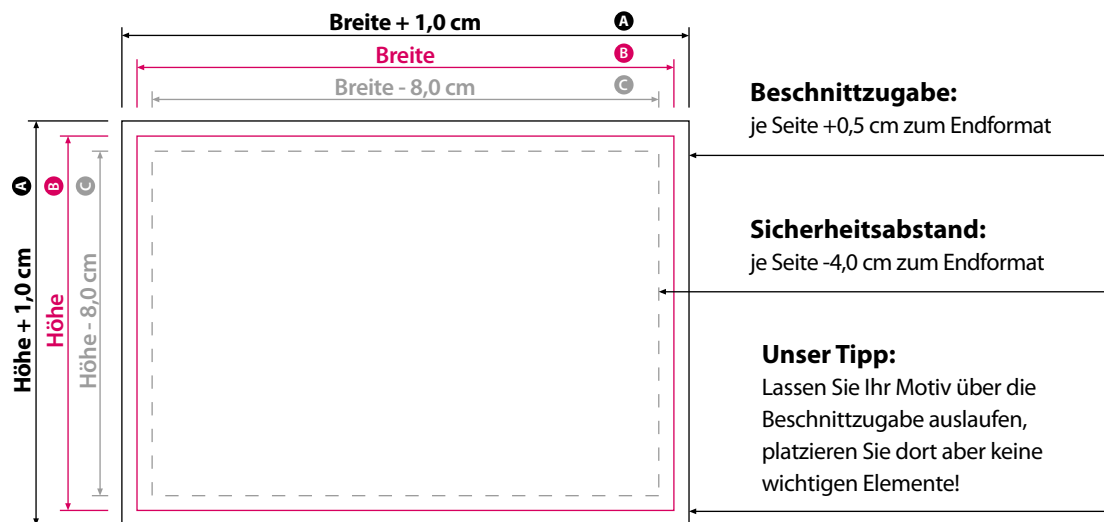 Breite + 1,0 cm A
Breite B
Breite - 8,0 cm C
Höhe + 1,0 cm A
Höhe B
Höhe - 8,0 cm C
Beschnittzugabe:
je Seite +0,5 cm zum Endformat
Sicherheitsabstand:
je Seite -4,0 cm zum Endformat
Unser Tipp:
Lassen Sie Ihr Motiv über die
Beschnittzugabe auslaufen,
platzieren Sie dort aber keine
wichtigen Elemente!